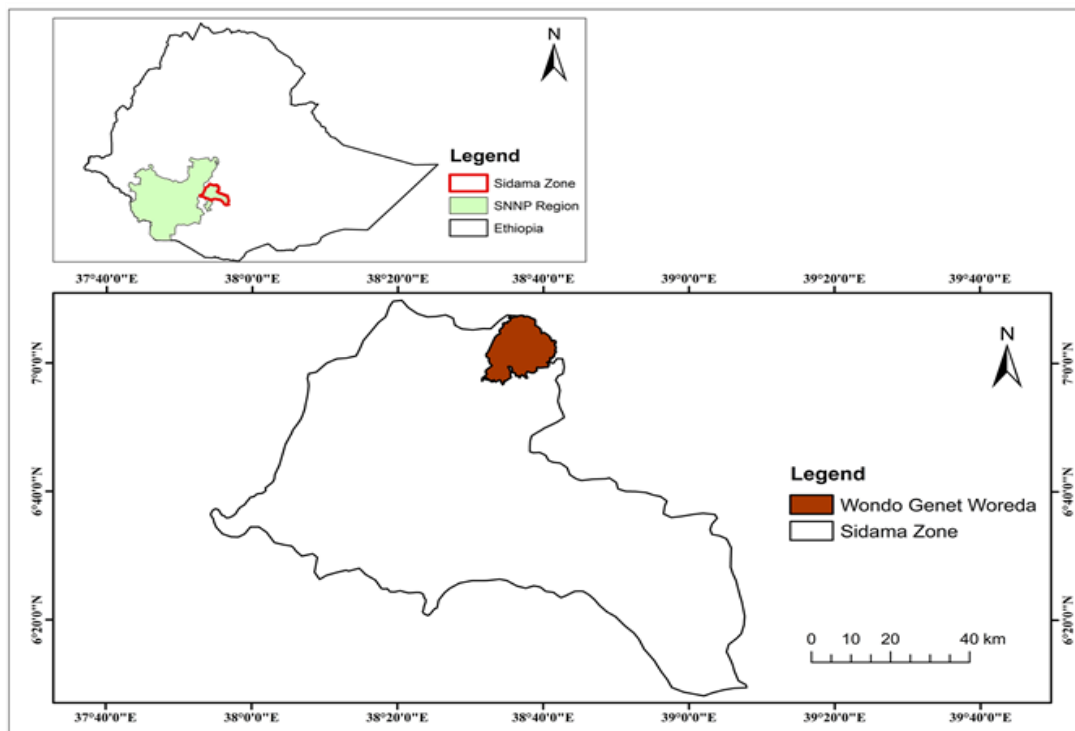 N
Legend
Sidama Zone
SNNP Region
Ethiopia
37°40'0"E 38°0'0"E 38°20'0"E 38°40'0"E 39°0'0"E 39°20'0"E 39°40'0"E
N
7°0'0"N 7°0'0"N
Legend
Wondo Genet Woreda
Sidama Zone
6°40'0"N 6°40'0"N
6°20'0"N 6°20'0"N
0 10 20 40 km
37°40'0"E 38°0'0"E 38°20'0"E 38°40'0"E 39°0'0"E 39°20'0"E 39°40'0"E